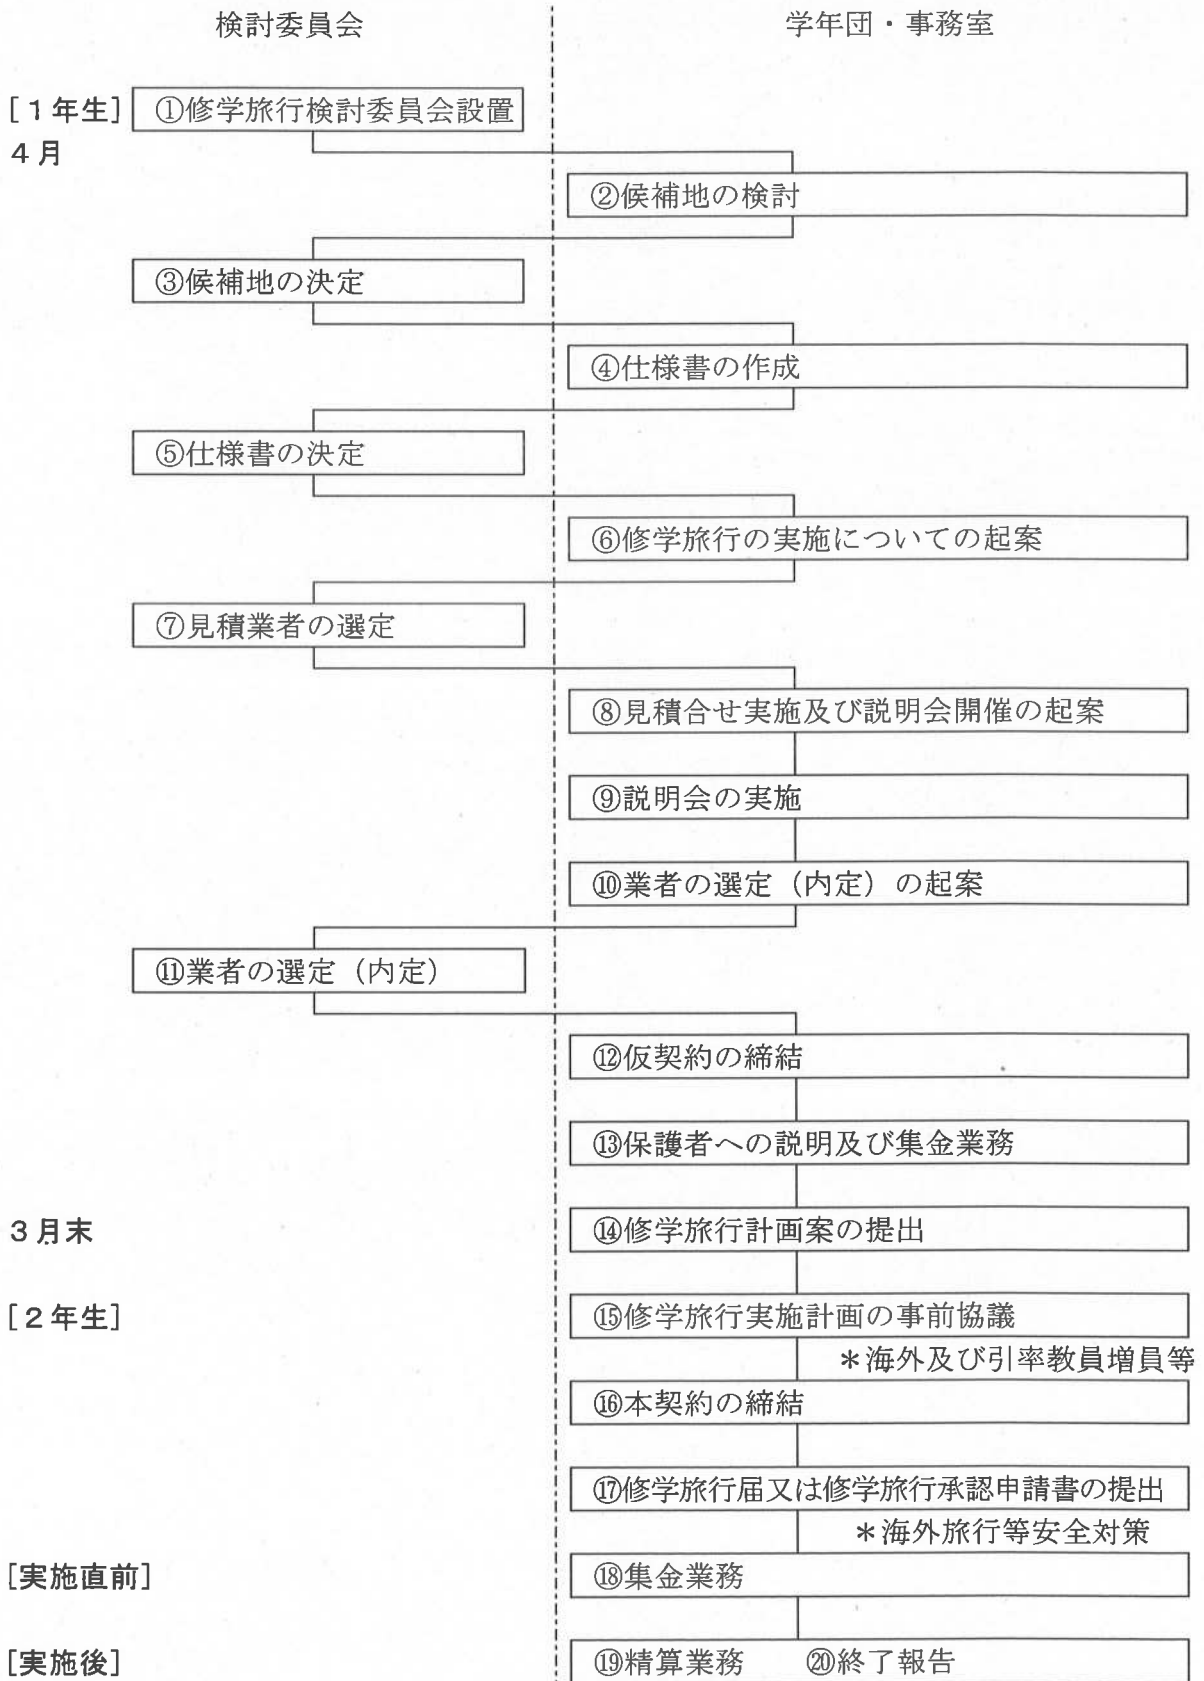 検討委員会 学年団・事務室
[1年生] ①修学旅行検討委員会設置
4月
②候補地の検討
③候補地の決定
④仕様書の作成
⑤仕様書の決定
⑥修学旅行の実施についての起案
⑦見積業者の選定
⑧見積合せ実施及び説明会開催の起案
⑨説明会の実施
⑩業者の選定（内定）の起案
⑪業者の選定（内定）
⑫仮契約の締結
⑬保護者への説明及び集金業務
3月末 ⑭修学旅行計画案の提出
[2年生] ⑮修学旅行実施計画の事前協議
＊海外及び引率教員増員等
⑯本契約の締結
⑰修学旅行届又は修学旅行承認申請書の提出
＊海外旅行等安全対策
[実施直前] ⑱集金業務
[実施後] ⑲精算業務 ⑳終了報告